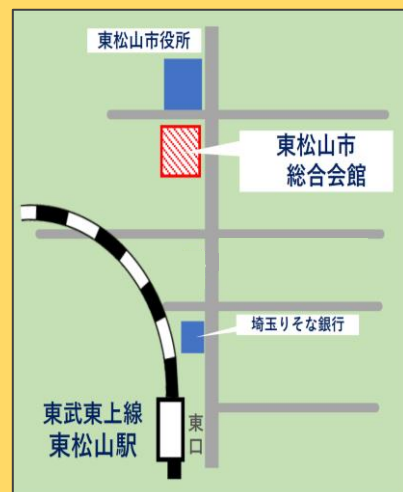 東松山市役所
東松山市
総合会館
埼玉りそな銀行
東武東上線
東松山駅
東口